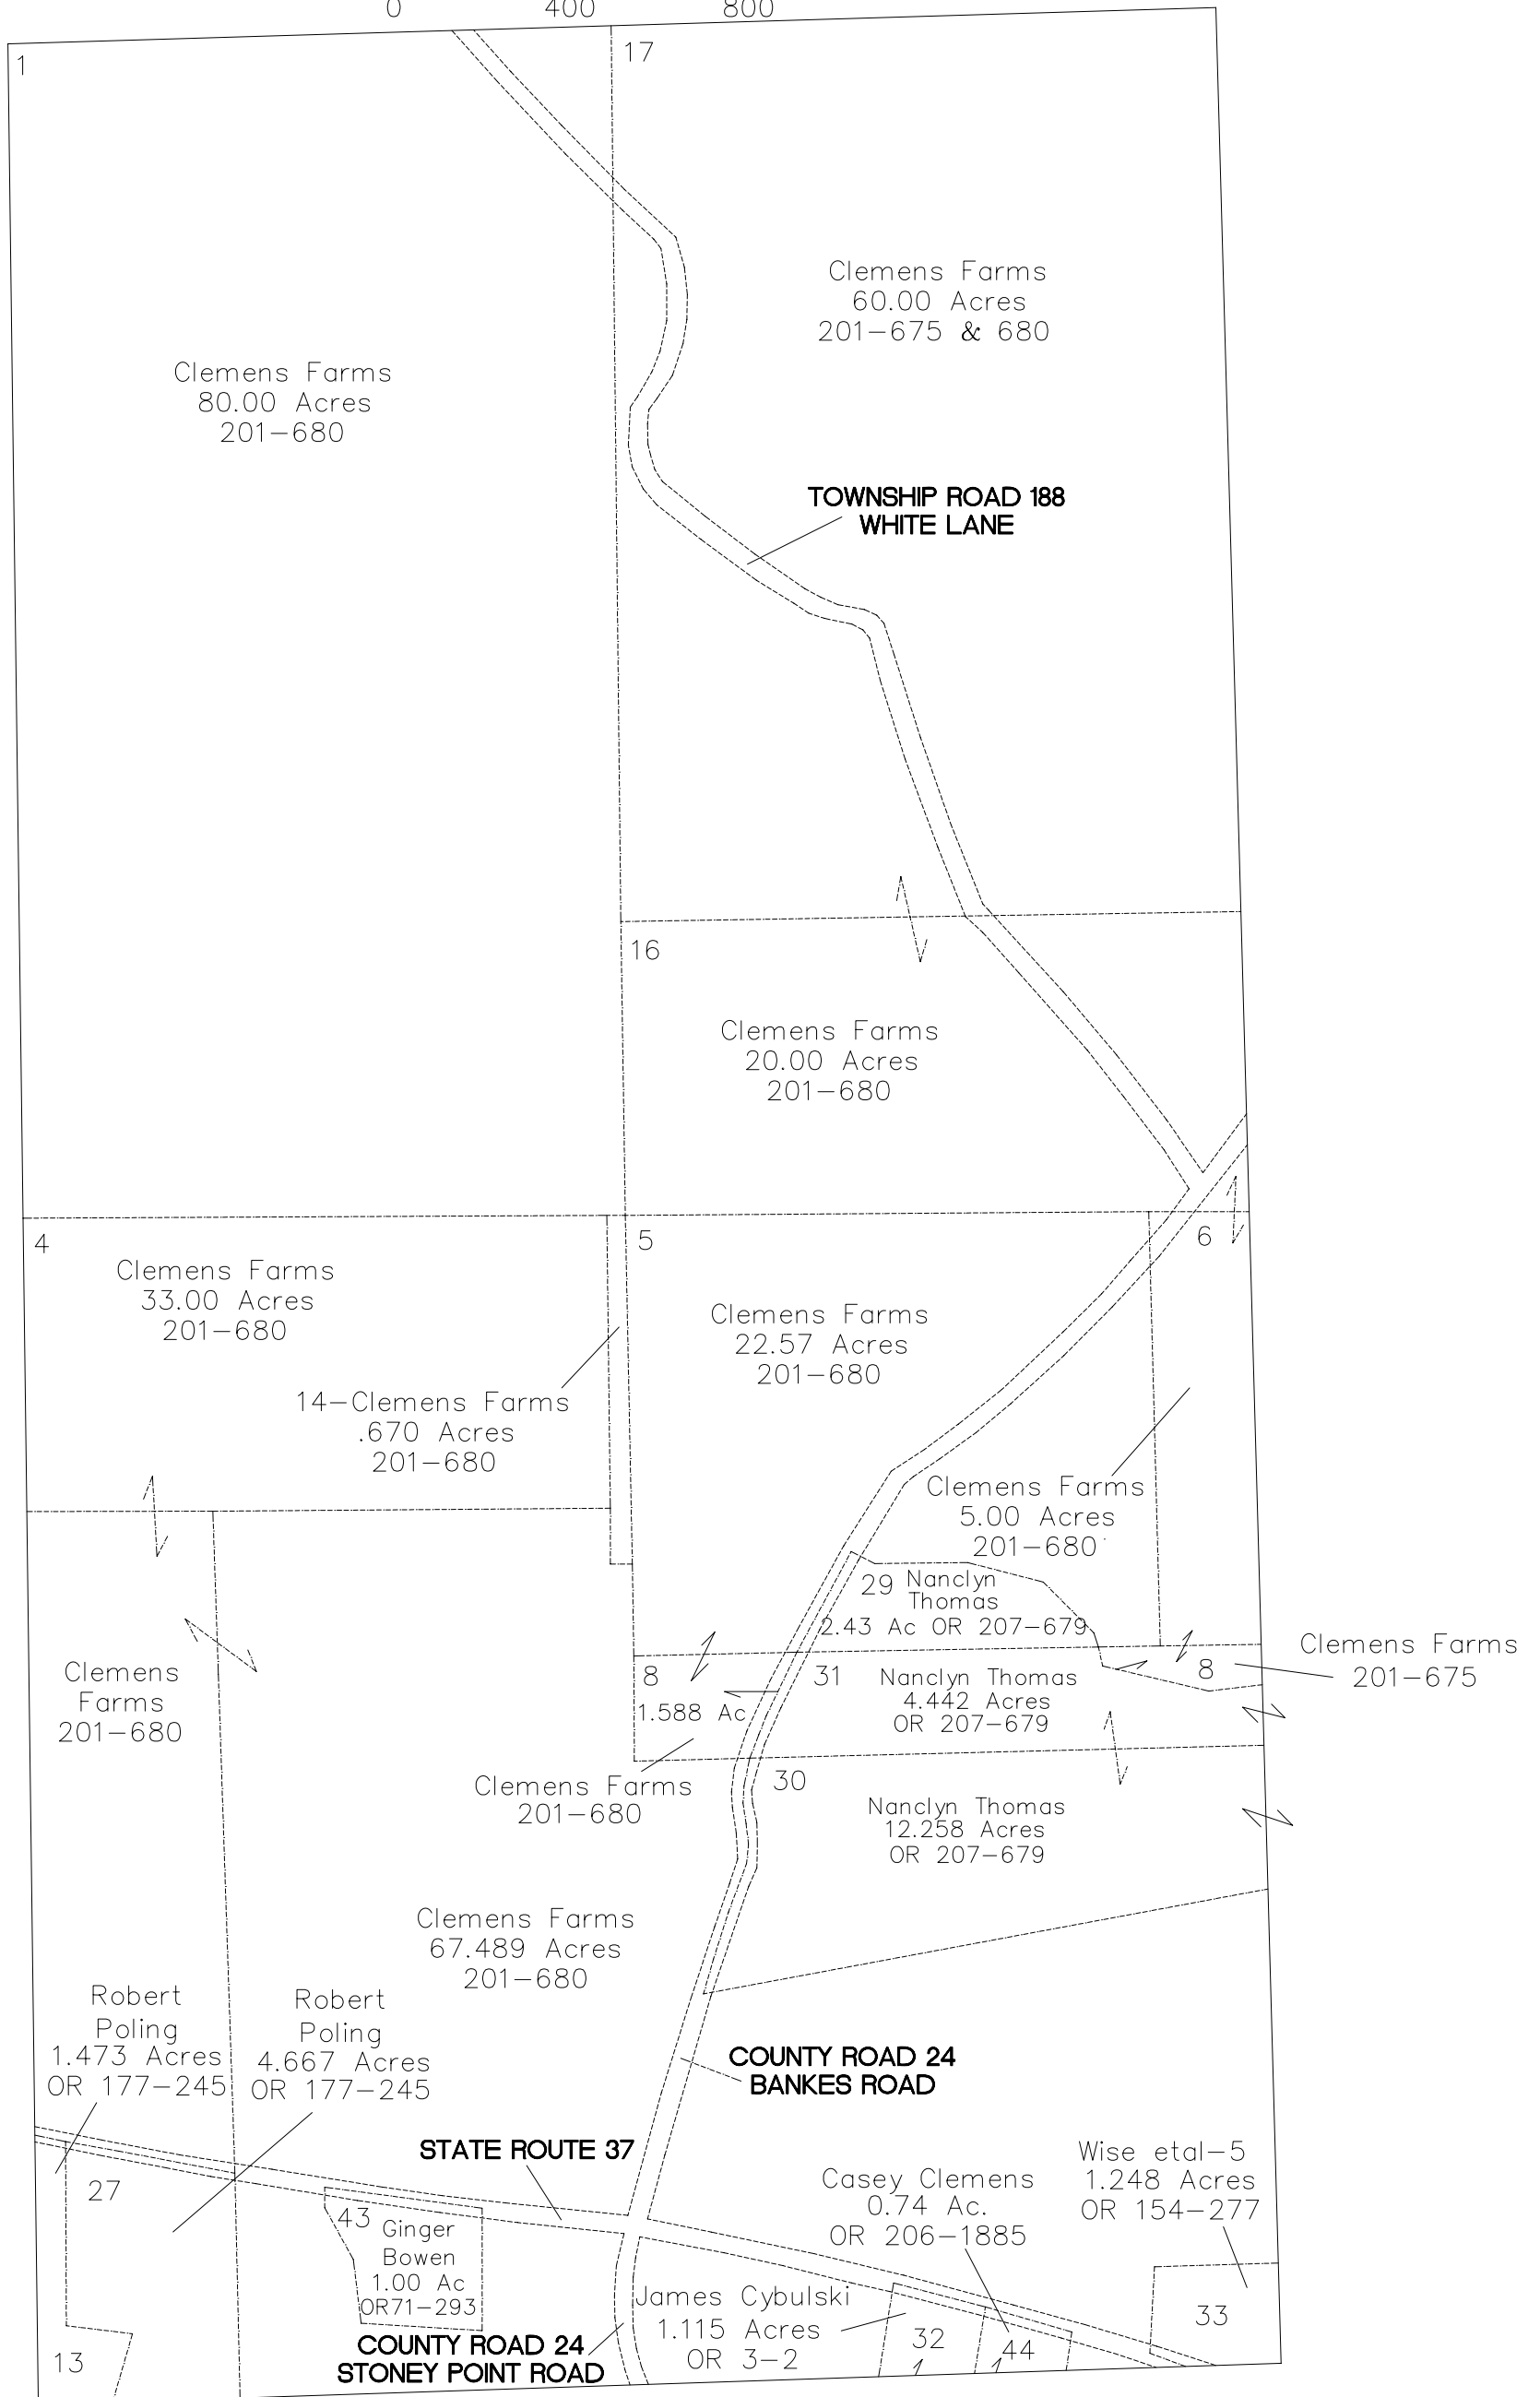 0 400 800
1
17
Clemens Farms
60.00 Acres
201-675 & 680
Clemens Farms
80.00 Acres
201-680
TOWNSHIP ROAD 188
WHITE LANE
16
Clemens Farms
20.00 Acres
201-680
4
5
6
Clemens Farms
33.00 Acres
201-680
Clemens Farms
22.57 Acres
201-680
14-Clemens Farms
.670 Acres
201-680
Clemens Farms
5.00 Acres
201-680
29
Nanclyn
Thomas
2.43 Ac OR 207-679
Clemens Farms
201-675
8
1.588 Ac
31
Nanclyn Thomas
4.442 Acres
OR 207-679
8
Clemens
Farms
201-680
Clemens Farms
201-680
30
Nanclyn Thomas
12.258 Acres
OR 207-679
Clemens Farms
67.489 Acres
201-680
Robert
Poling
1.473 Acres
OR 177-245
Robert
Poling
4.667 Acres
OR 177-245
COUNTY ROAD 24
BANKES ROAD
STATE ROUTE 37
27
43
Ginger
Bowen
1.00 Ac
OR71-293
Casey Clemens
0.74 Ac.
OR 206-1885
Wise etal-5
1.248 Acres
OR 154-277
James Cybulski
1.115 Acres
OR 3-2
32
44
33
COUNTY ROAD 24
STONEY POINT ROAD
13